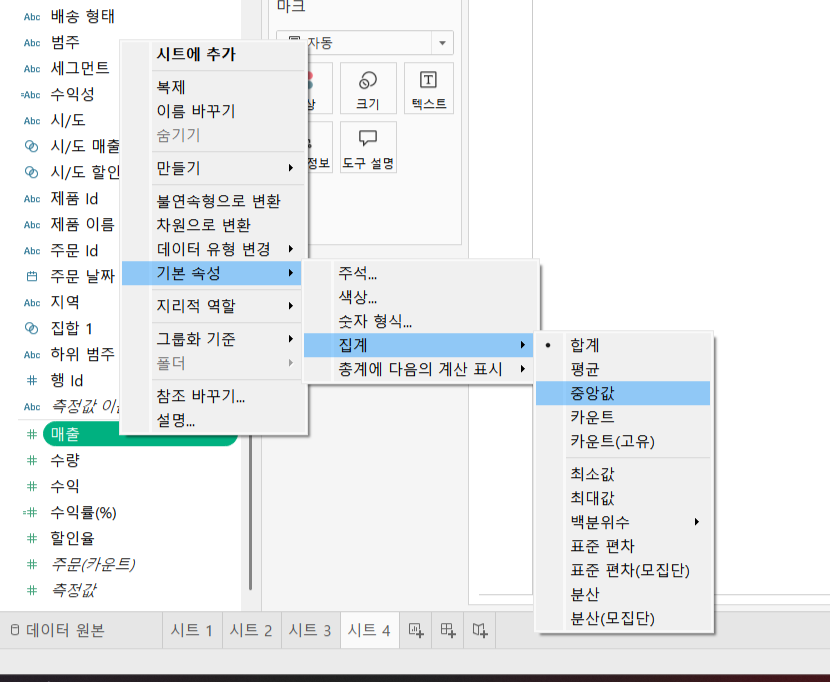 Abc 배송 형태
Abc 범주
Abc 세그먼트
=Abc 수익성
Abc 시/도
시/도 매출
시/도 할인
Abc 제품 Id
Abc 제품 이름
Abc 주문 Id
주문 날짜
Abc 지역
집합 1
Abc 하위 범주
# 행 Id
Abc 측정값
# 매출
# 수량
# 수익
=# 수익률(%)
# 할인율
# 주문(카운트)
# 측정값
시트에 추가
복제
이름 바꾸기
숨기기
만들기
불연속형으로 변환
차원으로 변환
데이터 유형 변경
기본 속성
지리적 역할
그룹화 기준
폴더
참조 바꾸기...
설명...
마크
자동
크기
T
텍스트
정보
도구 설명
주석...
색상...
숫자 형식...
집계
총계에 다음의 계산 표시
• 합계
평균
중앙값
카운트
카운트(고유)
최소값
최대값
백분위수
표준 편차
표준 편차(모집단)
분산
분산(모집단)
데이터 원본
시트 1
시트 2
시트 3
시트 4